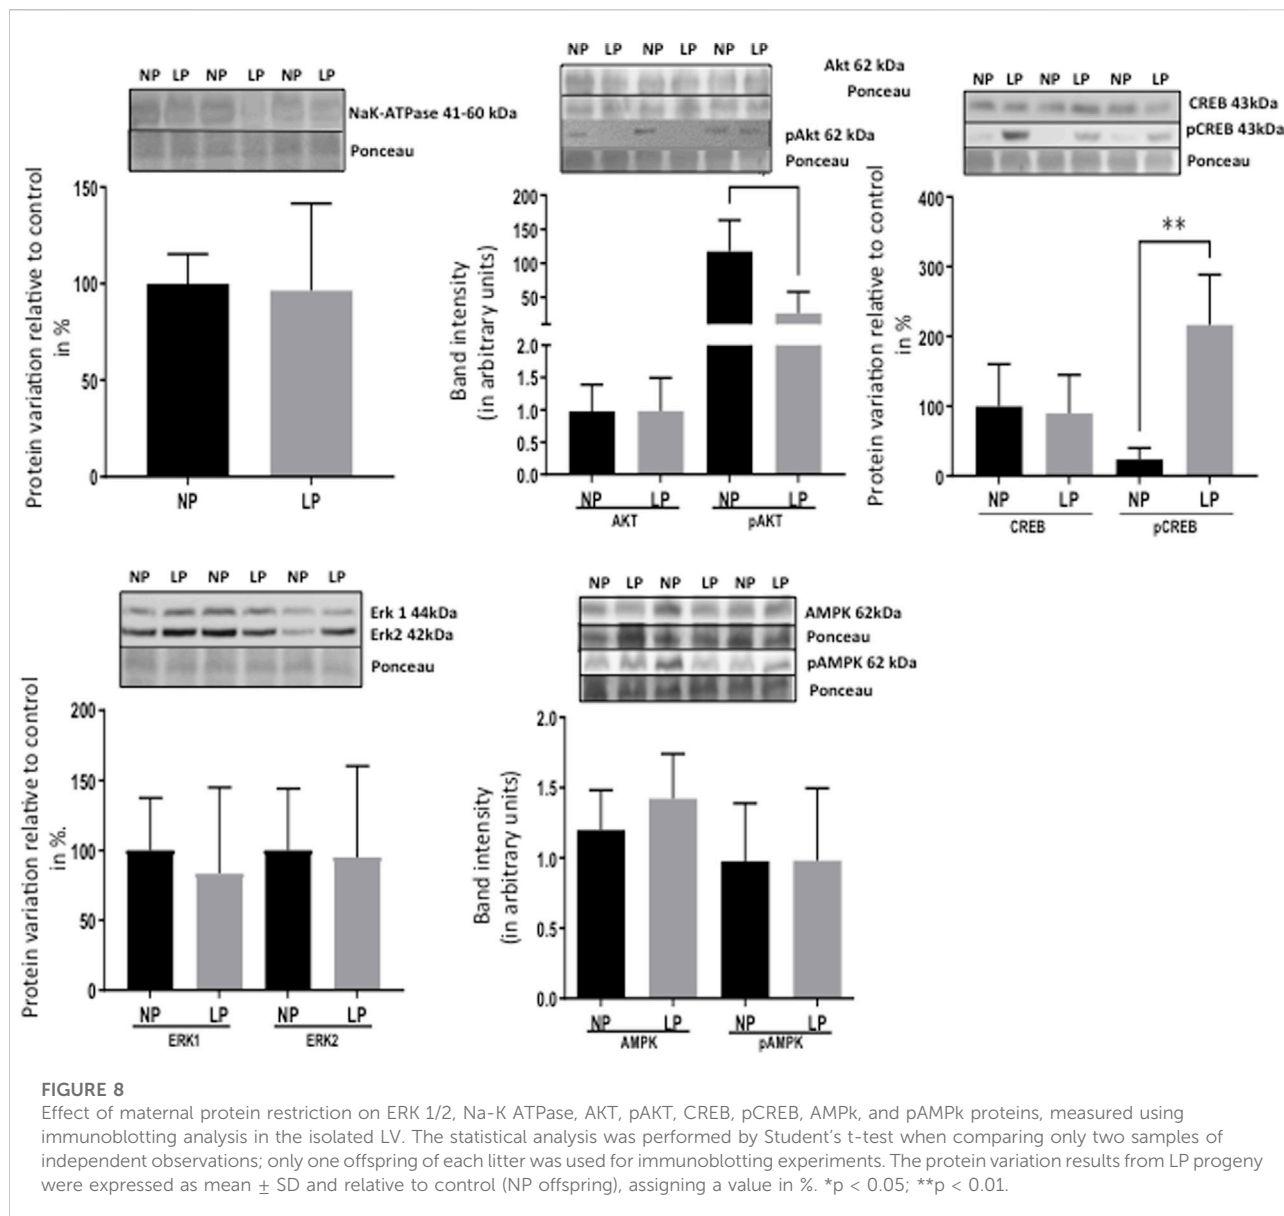 NP LP NP LP NP LP
NaK-ATPase 41-60 kDa
Ponceau
Protein variation relative to control
in %
150
100
50
0
NP LP
NP LP NP LP NP LP
Akt 62 kDa
Ponceau
pAkt 62 kDa
Ponceau
Band intensity
(in arbitrary units)
200
150
100
50
2.0
1.5
1.0
0.5
0.0
NP LP NP LP
AKT pAKT
NP LP NP LP NP LP
CREB 43kDa
pCREB 43kDa
Ponceau
Protein variation relative to control
in %
400
300
200
100
0
**
NP LP NP LP
CREB pCREB
NP LP NP LP NP LP
Erk 1 44kDa
Erk2 42kDa
Ponceau
Protein variation relative to control
in %.
200
150
100
50
0
NP LP NP LP
ERK1 ERK2
NP LP NP LP NP LP
AMPK 62kDa
Ponceau
pAMPK 62 kDa
Ponceau
Band intensity
(in arbitrary units)
2.0
1.5
1.0
0.5
0.0
NP LP NP LP
AMPK pAMPK
FIGURE 8
Effect of maternal protein restriction on ERK 1/2, Na-K ATPase, AKT, pAKT, CREB, pCREB, AMPk, and pAMPk proteins, measured using
immunoblotting analysis in the isolated LV. The statistical analysis was performed by Student's t-test when comparing only two samples of
independent observations; only one offspring of each litter was used for immunoblotting experiments. The protein variation results from LP progeny
were expressed as mean ± SD and relative to control (NP offspring), assigning a value in %. *p < 0.05; **p < 0.01.